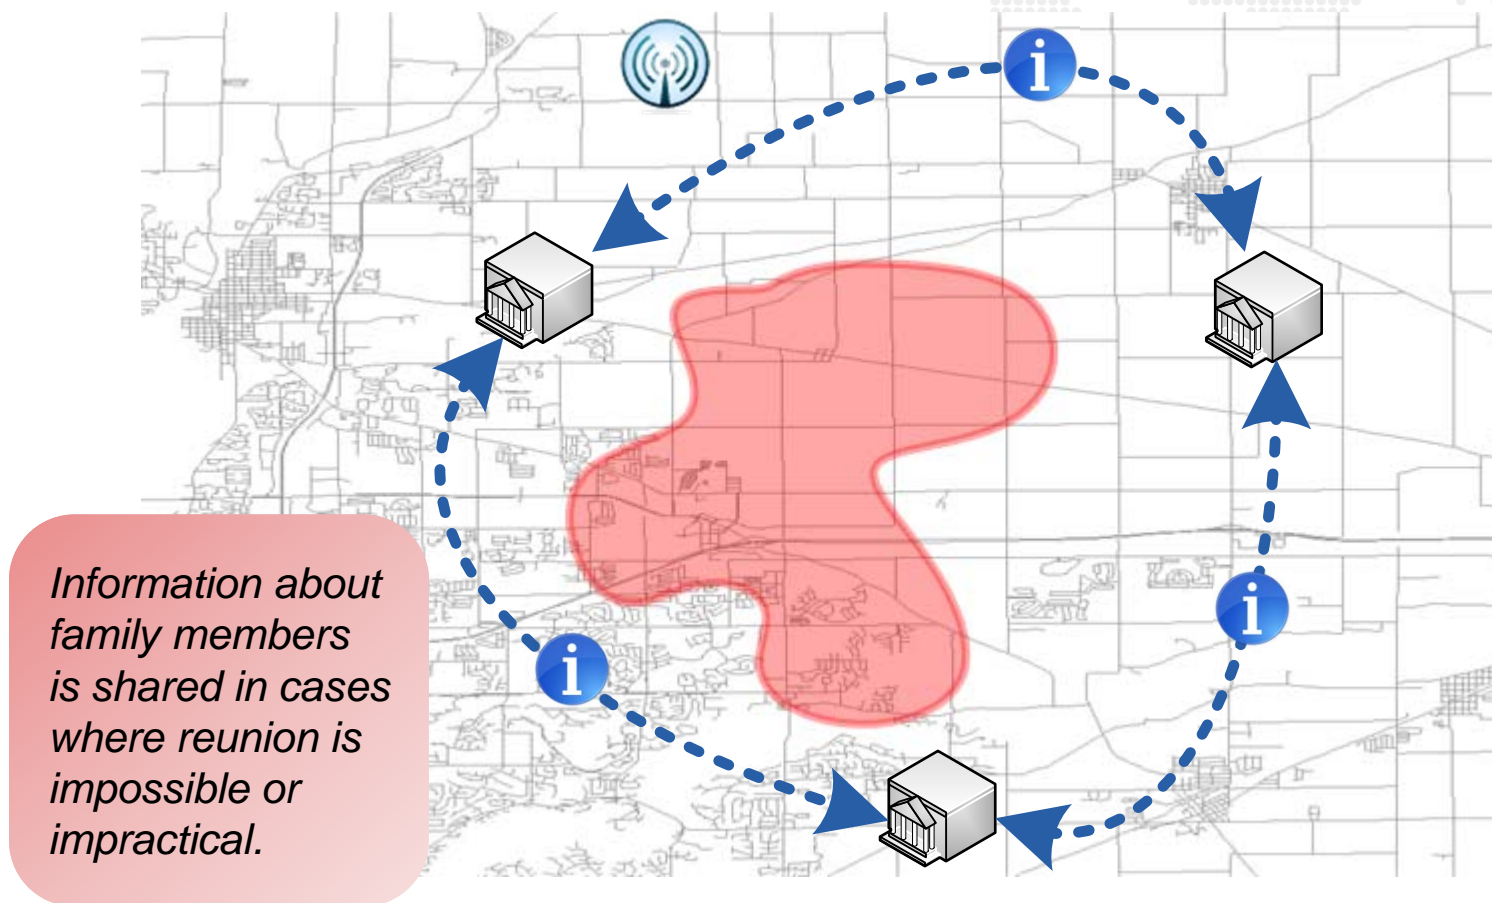 i
Information about
family members
is shared in cases
where reunion is
impossible or
impractical.
i
i